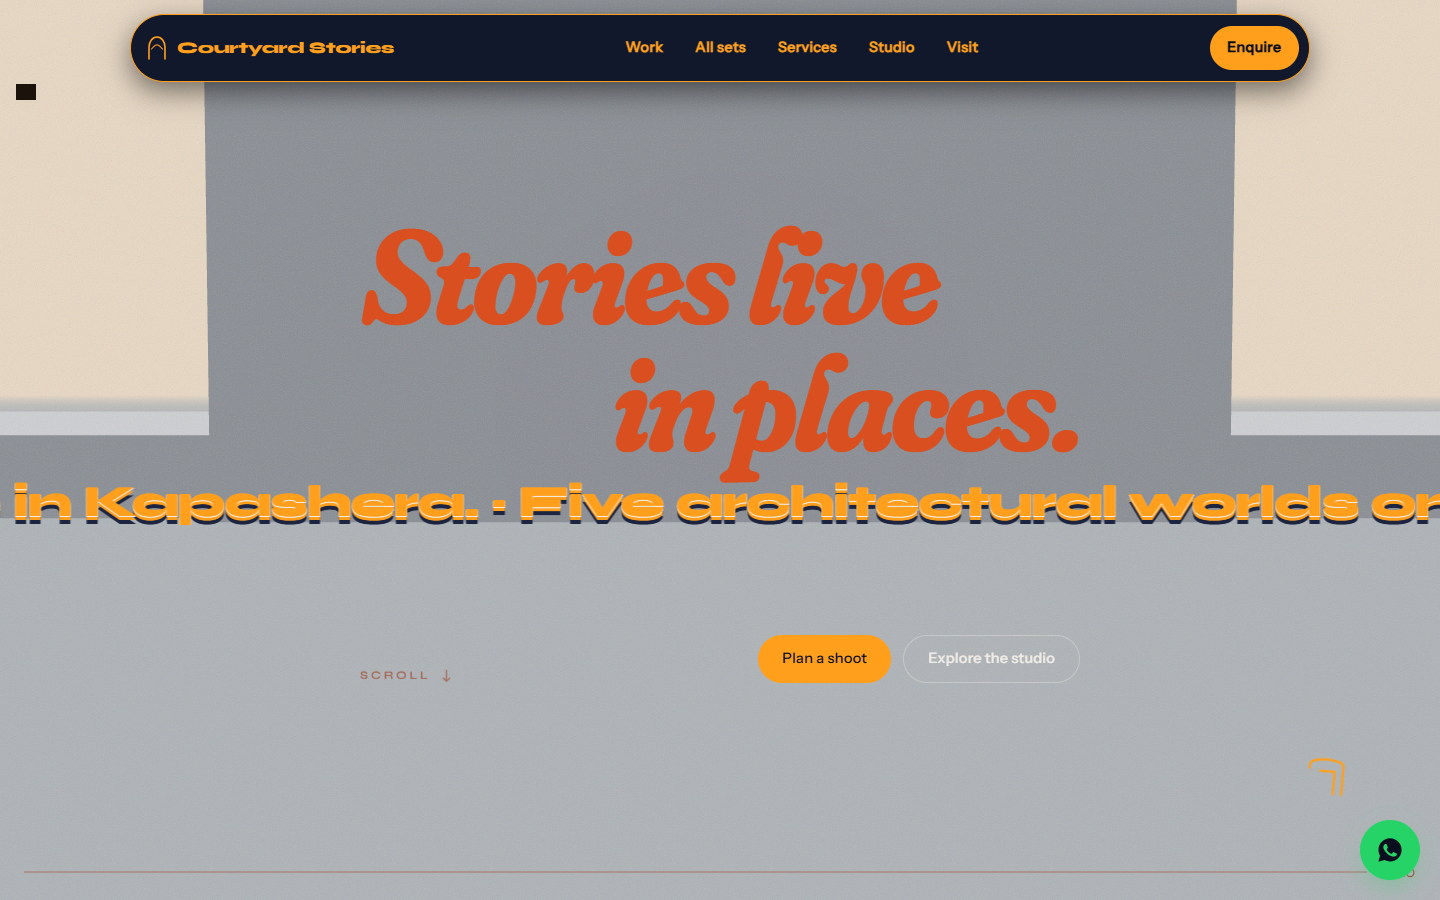 Courtyard Stories
Work
All sets
Services
Studio
Visit
Enquire
Stories live
in places.
in Kapashera. · Five architectural worlds or
SCROLL ↓
Plan a shoot
Explore the studio